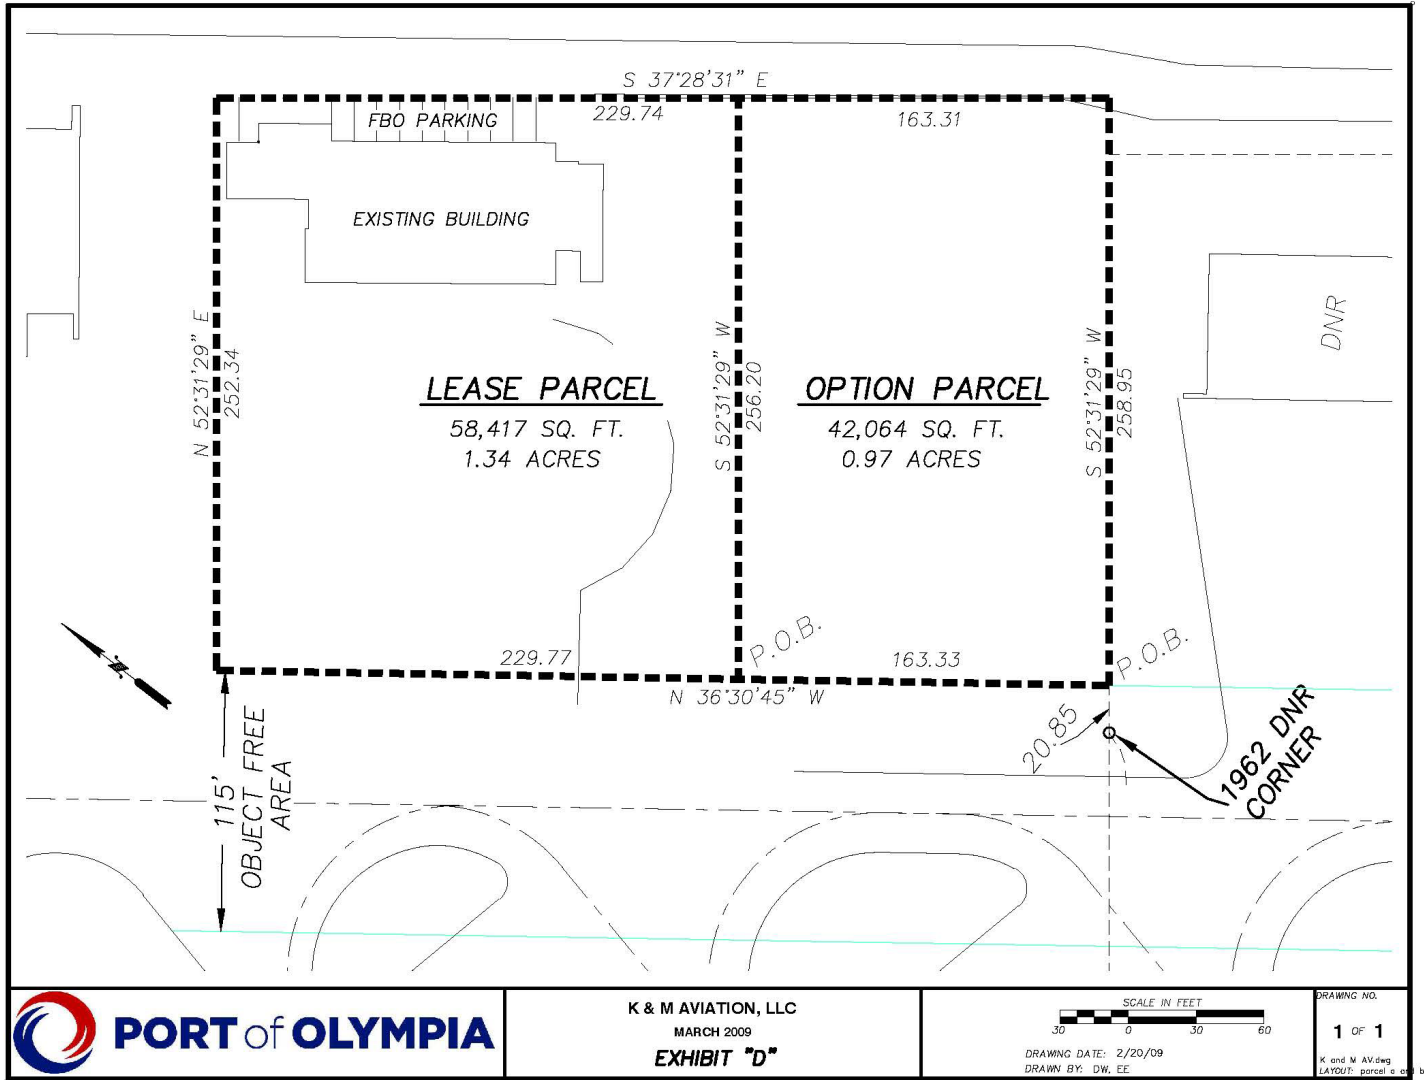 S 37°28'31" E
229.74
163.31
FBO PARKING
EXISTING BUILDING
N 52°31'29" E
252.34
LEASE PARCEL
58,417 SQ. FT.
1.34 ACRES
S 52°31'29" W
256.20
OPTION PARCEL
42,064 SQ. FT.
0.97 ACRES
S 52°31'29" W
258.95
DNR
229.77
P.O.B.
163.33
P.O.B.
N 36°30'45" W
20.85
1962 DNR
CORNER
115'
OBJECT FREE
AREA
PORT of OLYMPIA
K & M AVIATION, LLC
MARCH 2009
EXHIBIT "D"
SCALE IN FEET
30 0 30 60
DRAWING DATE: 2/20/09
DRAWN BY: DW, EE
DRAWING NO.
1 OF 1
K and M AV.dwg
LAYOUT: parcel a and b